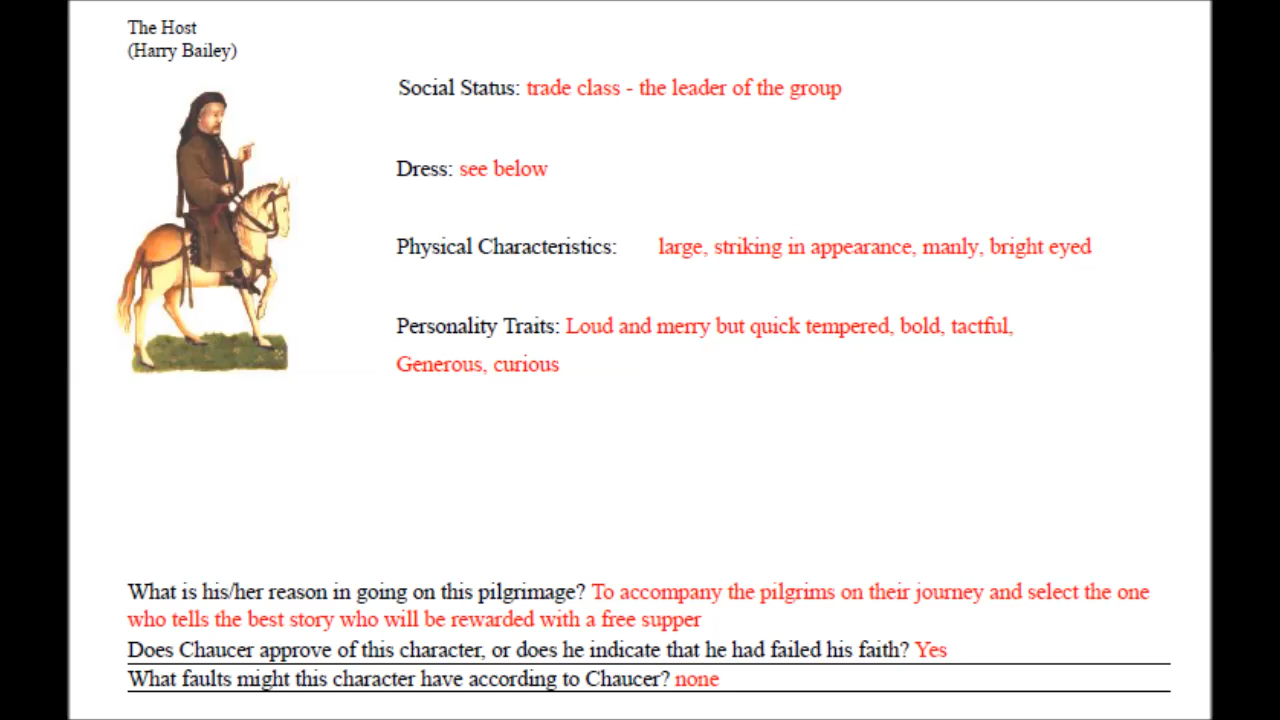 The Host
(Harry Bailey)
Social Status: trade class - the leader of the group
Dress: see below
Physical Characteristics: large, striking in appearance, manly, bright eyed
Personality Traits: Loud and merry but quick tempered, bold, tactful,
Generous, curious
What is his/her reason in going on this pilgrimage? To accompany the pilgrims on their journey and select the one
who tells the best story who will be rewarded with a free supper
Does Chaucer approve of this character, or does he indicate that he had failed his faith? Yes
What faults might this character have according to Chaucer? none